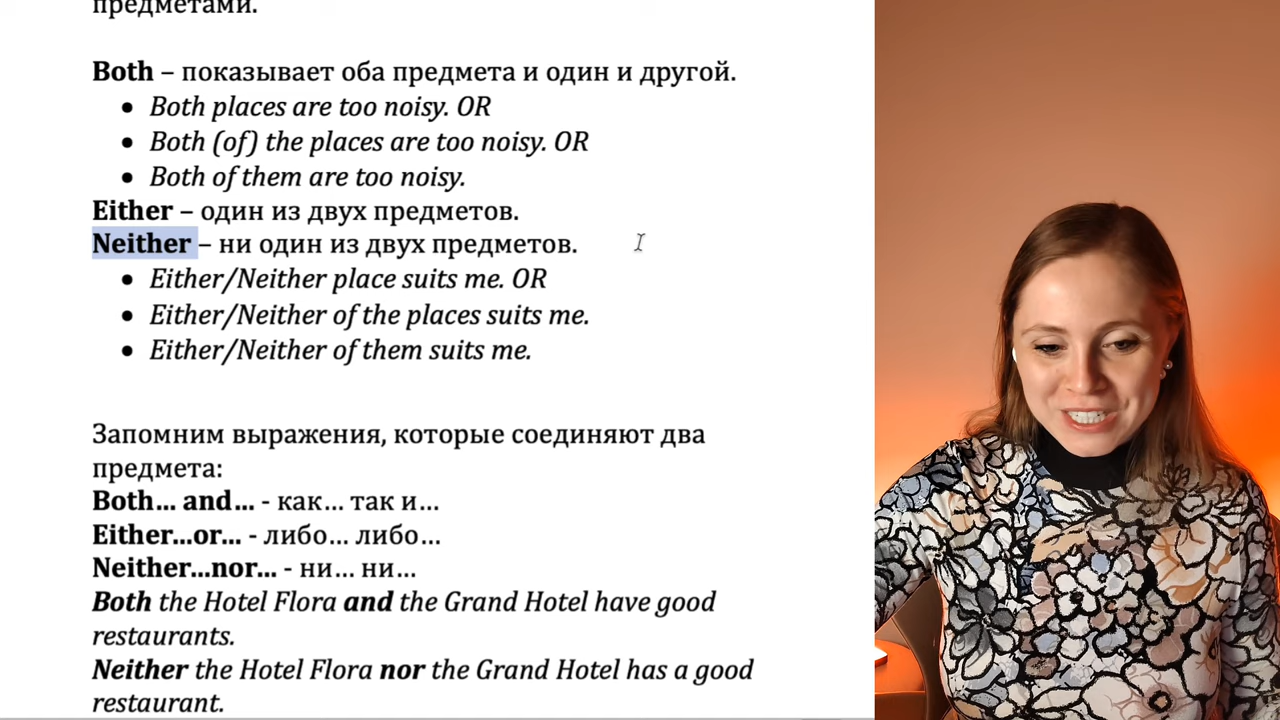 предметами.
Both – показывает оба предмета и один и другой.
• Both places are too noisy. OR
• Both (of) the places are too noisy. OR
• Both of them are too noisy.
Either – один из двух предметов.
Neither – ни один из двух предметов.
• Either/Neither place suits me. OR
• Either/Neither of the places suits me.
• Either/Neither of them suits me.
Запомним выражения, которые соединяют два
предмета:
Both… and… - как… так и…
Either…or… - либо… либо…
Neither…nor… - ни… ни…
Both the Hotel Flora and the Grand Hotel have good
restaurants.
Neither the Hotel Flora nor the Grand Hotel has a good
restaurant.